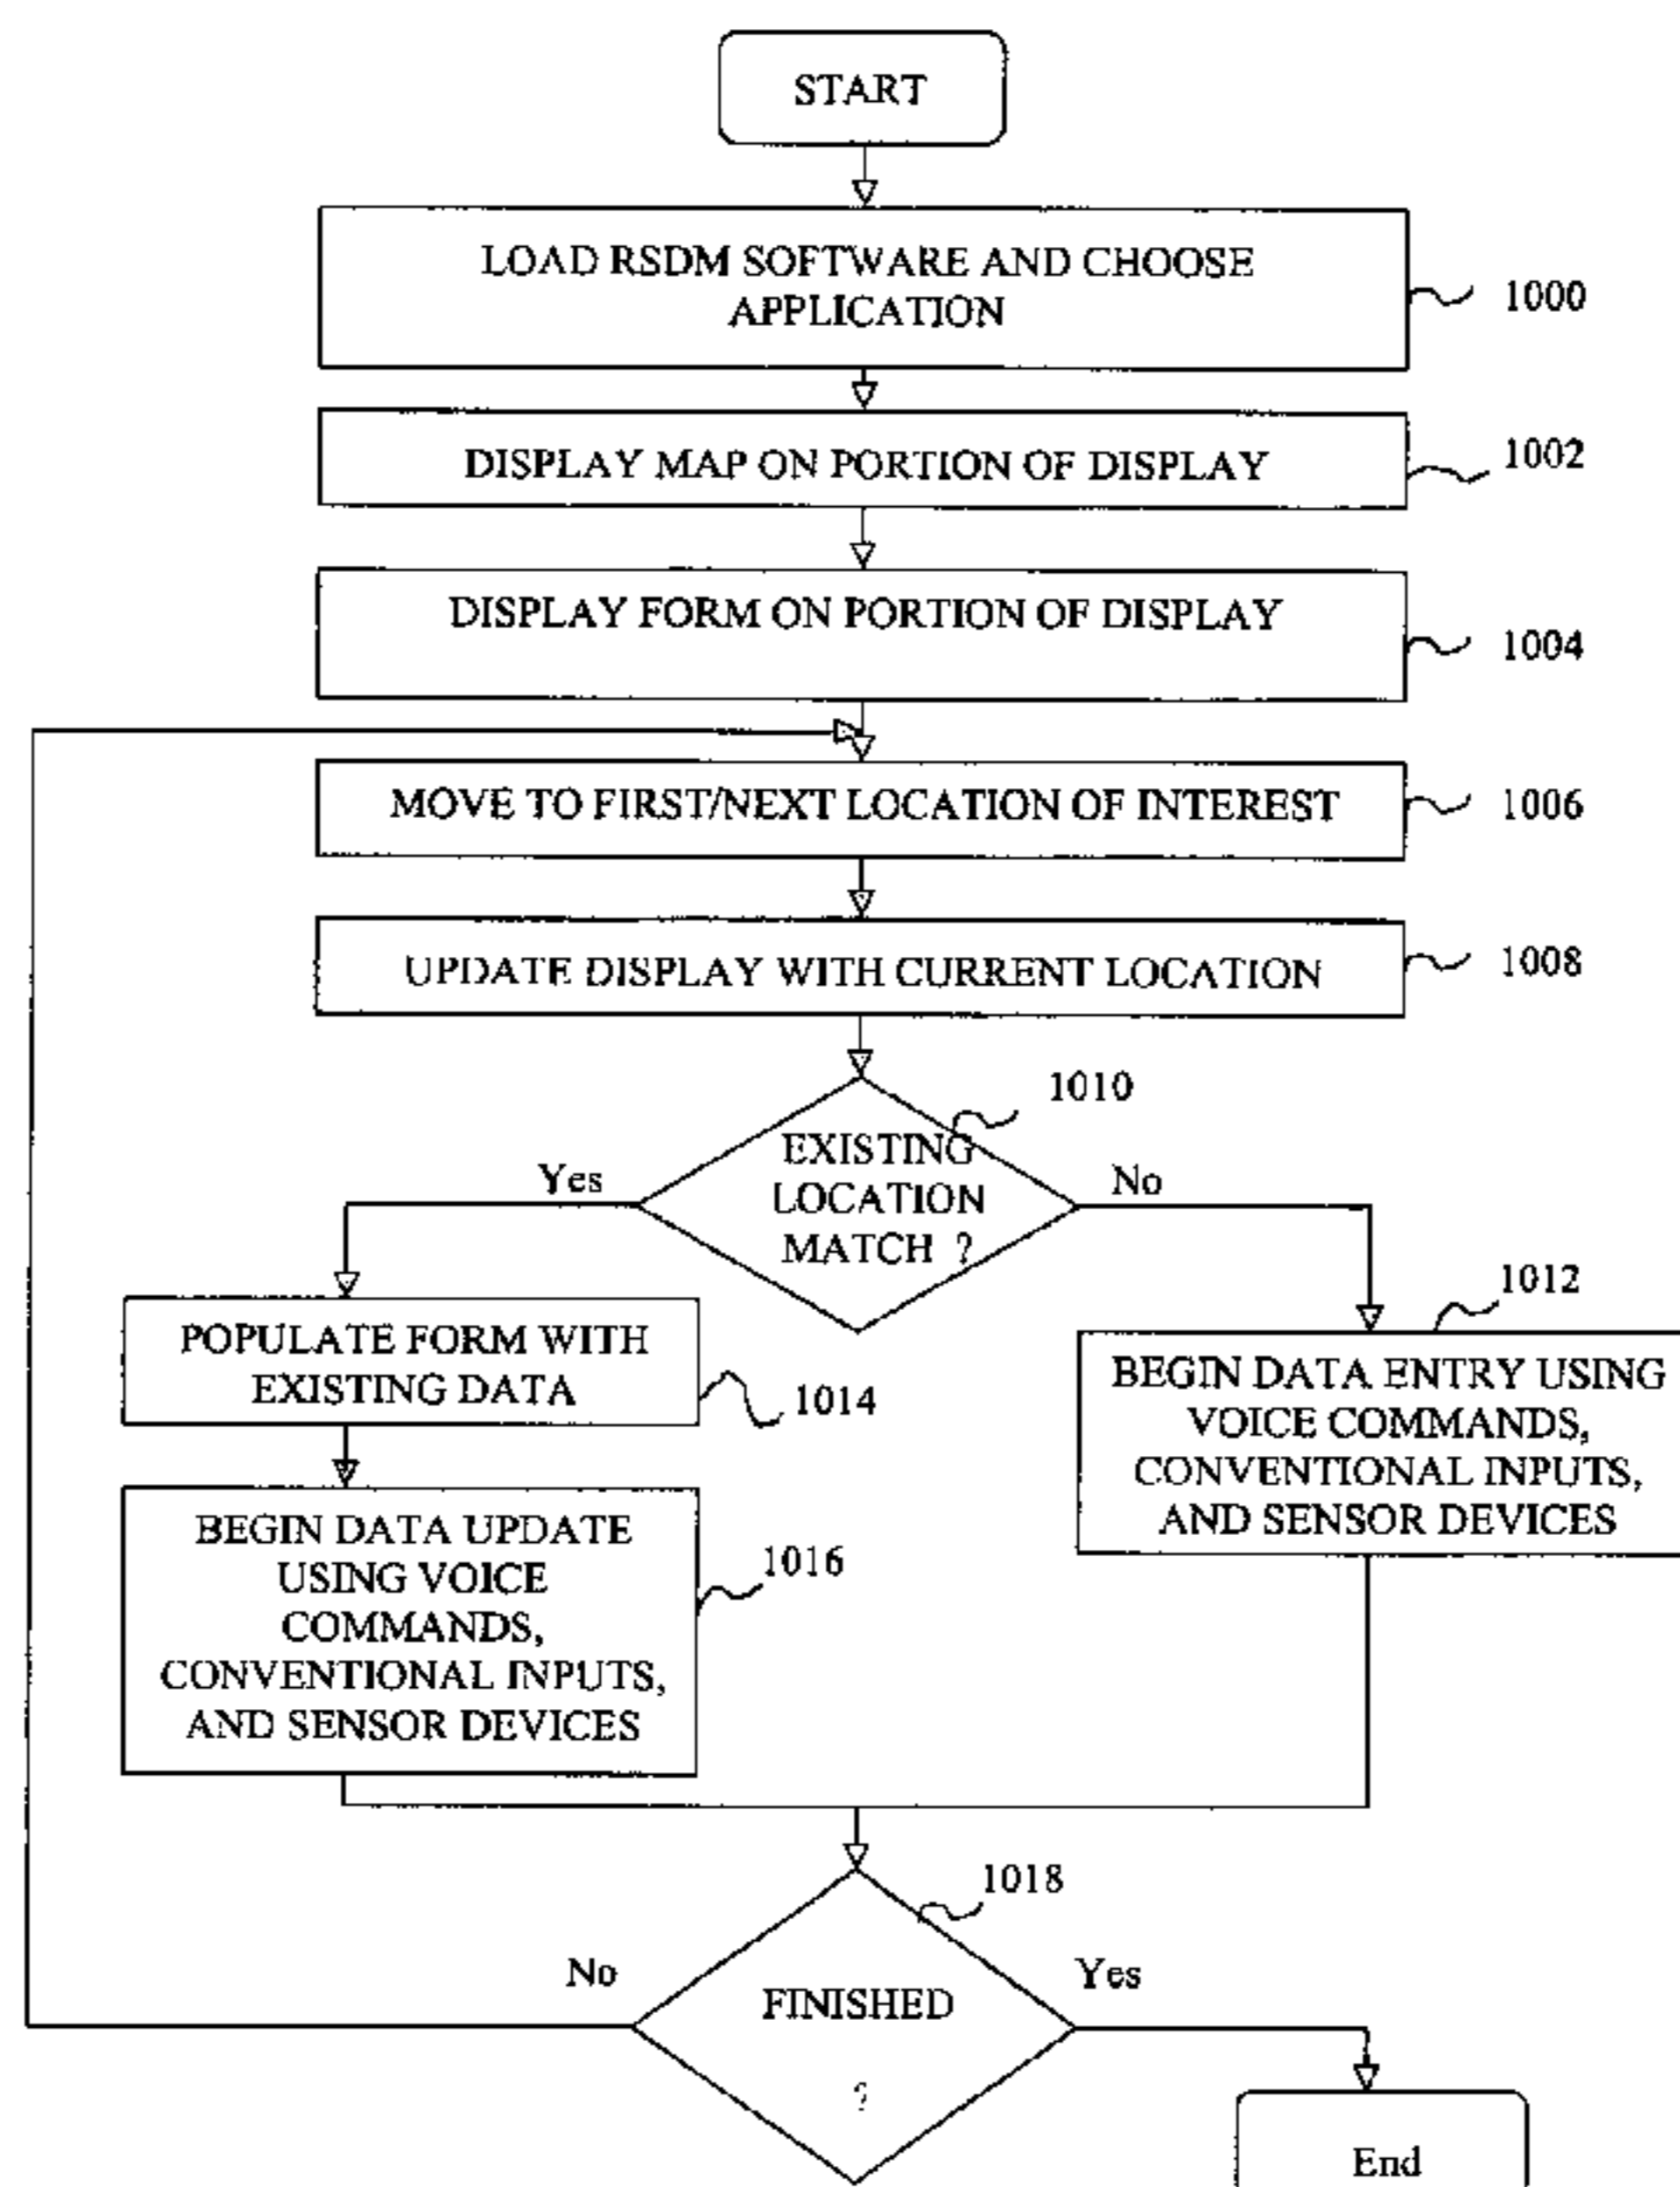 START
LOAD RSDM SOFTWARE AND CHOOSE
APPLICATION
1000
DISPLAY MAP ON PORTION OF DISPLAY
1002
DISPLAY FORM ON PORTION OF DISPLAY
1004
MOVE TO FIRST/NEXT LOCATION OF INTEREST
1006
UPDATE DISPLAY WITH CURRENT LOCATION
1008
1010
EXISTING
LOCATION
MATCH ?
Yes
No
POPULATE FORM WITH
EXISTING DATA
1014
1012
BEGIN DATA ENTRY USING
VOICE COMMANDS,
CONVENTIONAL INPUTS,
AND SENSOR DEVICES
BEGIN DATA UPDATE
USING VOICE
COMMANDS,
CONVENTIONAL INPUTS,
AND SENSOR DEVICES
1016
1018
FINISHED
?
No
Yes
End